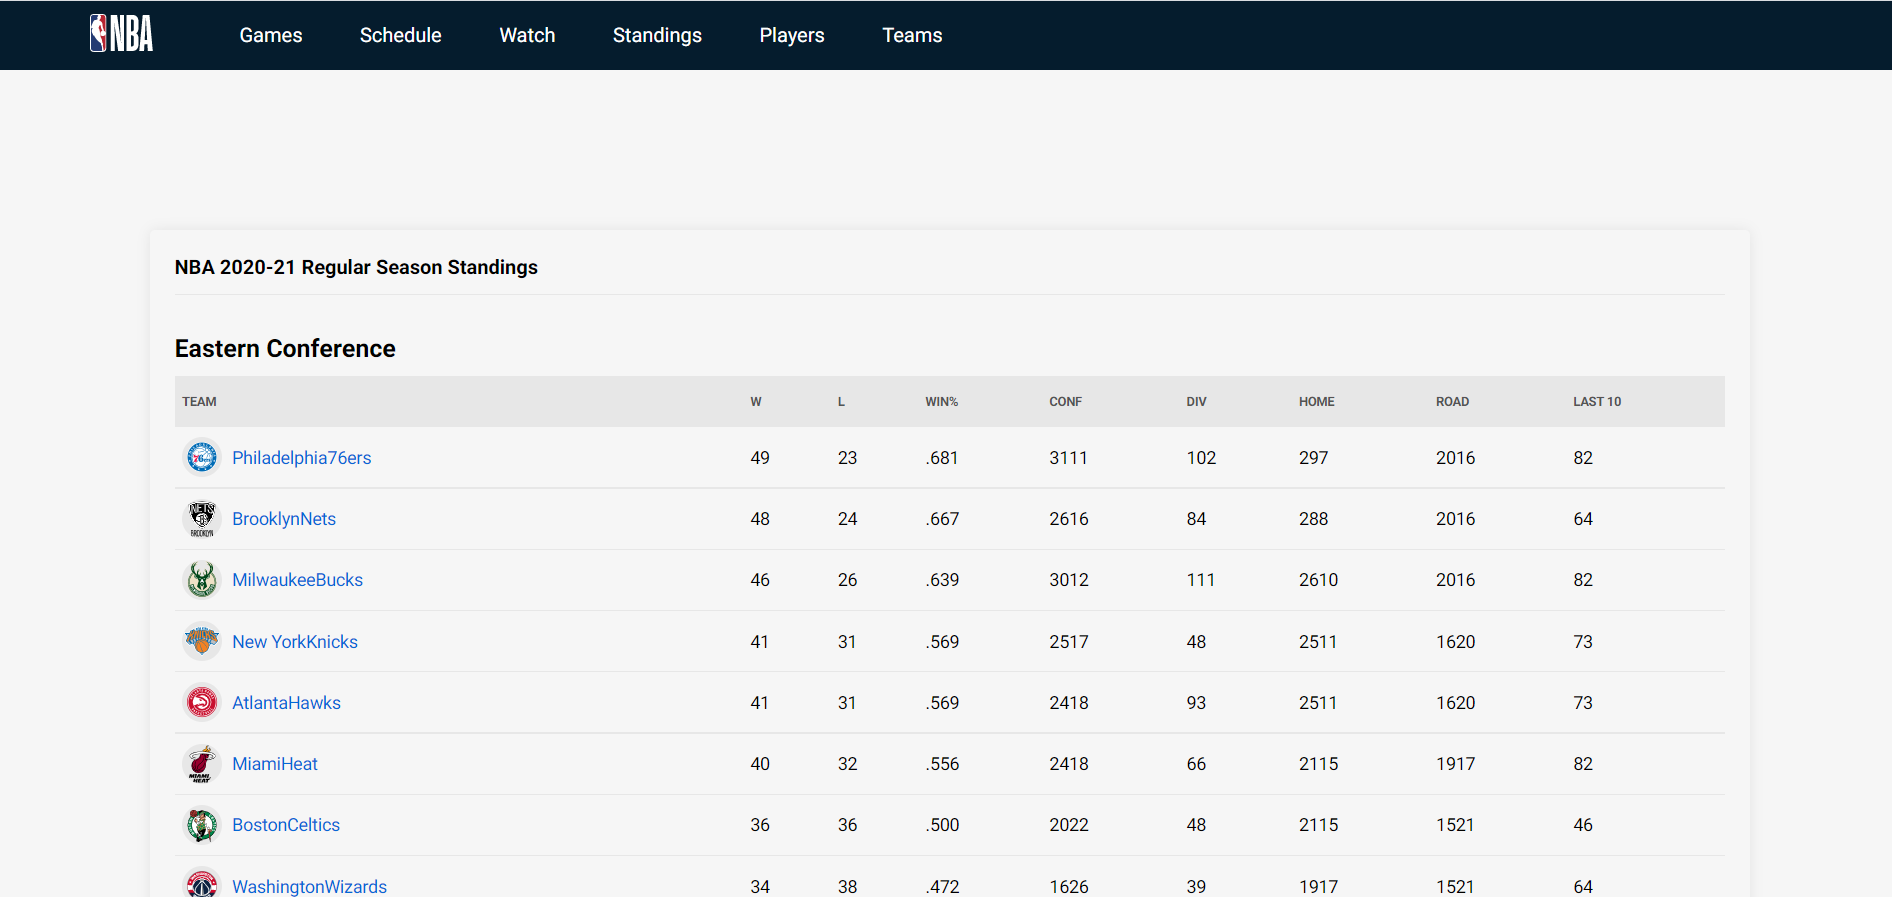 NBA Games Schedule Watch Standings Players Teams
NBA 2020-21 Regular Season Standings
Eastern Conference
TEAM W L WIN% CONF DIV HOME ROAD LAST 10
Philadelphia76ers 49 23 .681 3111 102 297 2016 82
BrooklynNets 48 24 .667 2616 84 288 2016 64
MilwaukeeBucks 46 26 .639 3012 111 2610 2016 82
New YorkKnicks 41 31 .569 2517 48 2511 1620 73
AtlantaHawks 41 31 .569 2418 93 2511 1620 73
MiamiHeat 40 32 .556 2418 66 2115 1917 82
BostonCeltics 36 36 .500 2022 48 2115 1521 46
WashingtonWizards 34 38 .472 1626 39 1917 1521 64